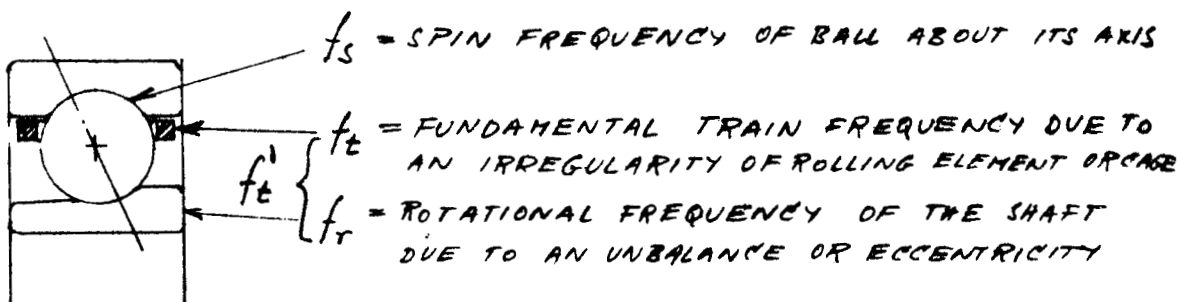 fs = SPIN FREQUENCY OF BALL ABOUT ITS AXIS
ft = FUNDAMENTAL TRAIN FREQUENCY DUE TO
AN IRREGULARITY OF ROLLING ELEMENT OR CAGE
f't
fr = ROTATIONAL FREQUENCY OF THE SHAFT
DUE TO AN UNBALANCE OR ECCENTRICITY